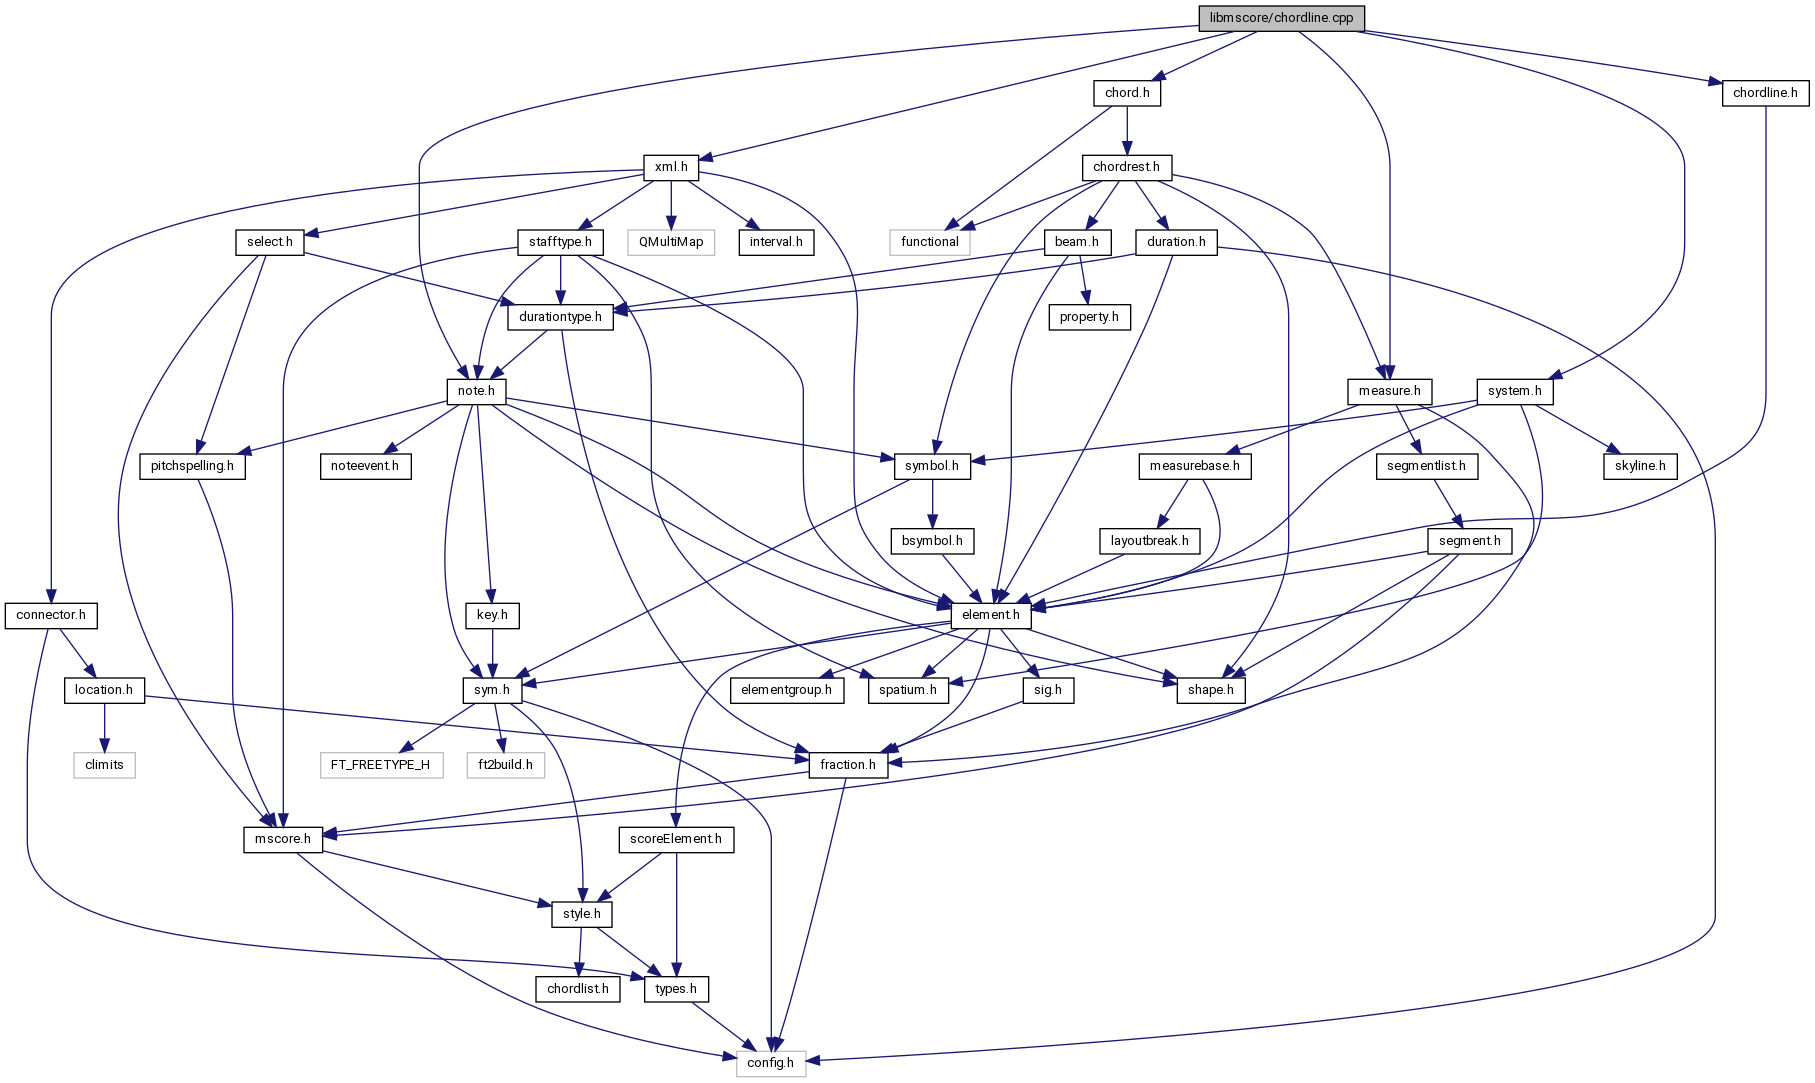 libmscore/chordline.cpp
chord.h
chordline.h
xml.h
chordrest.h
select.h
stafftype.h
QMultiMap
interval.h
functional
beam.h
duration.h
durationtype.h
property.h
note.h
measure.h
system.h
pitchspelling.h
noteevent.h
symbol.h
measurebase.h
segmentlist.h
skyline.h
bsymbol.h
layoutbreak.h
segment.h
connector.h
key.h
element.h
location.h
sym.h
elementgroup.h
spatium.h
sig.h
shape.h
climits
FT_FREETYPE_H
ft2build.h
fraction.h
mscore.h
scoreElement.h
style.h
chordlist.h
types.h
config.h